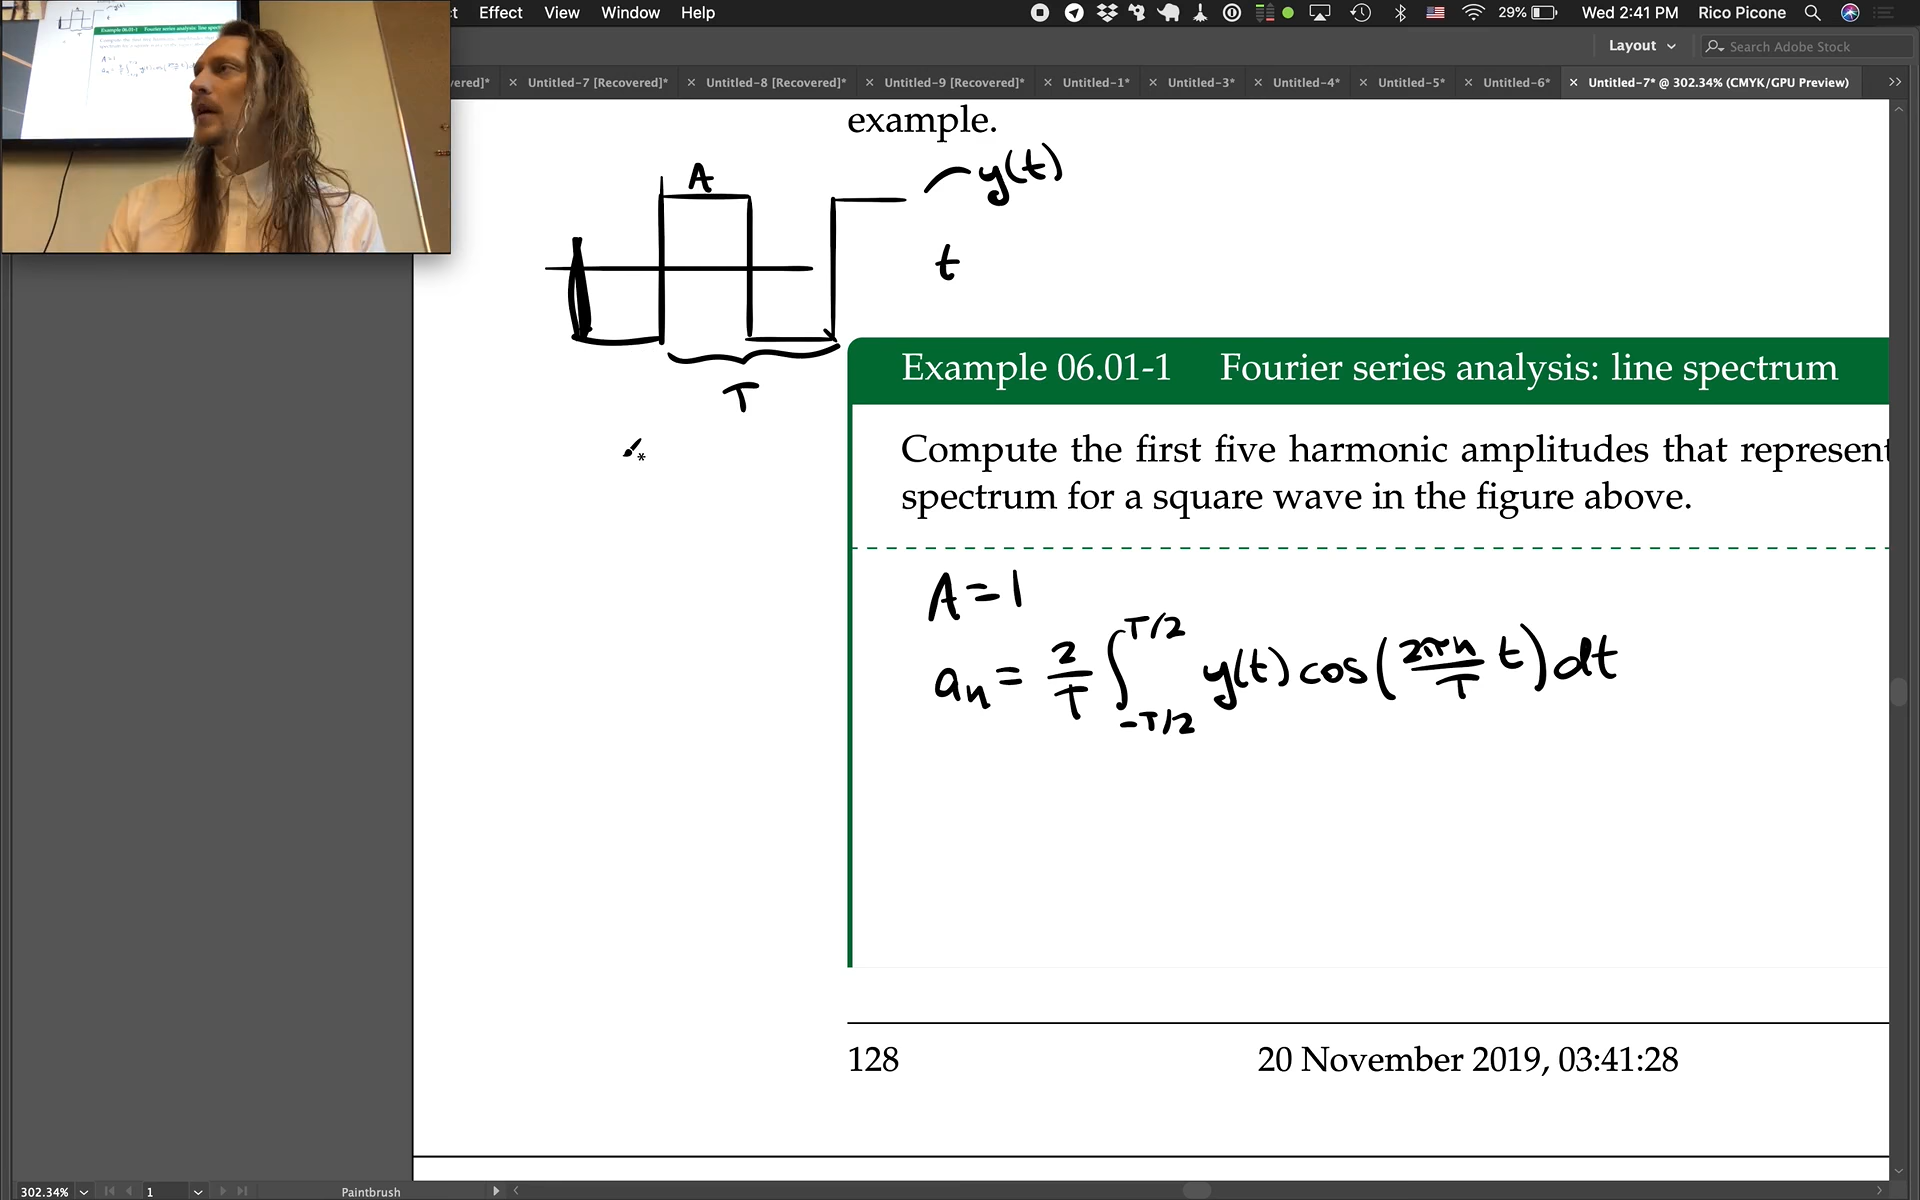 t Effect View Window Help 29% Wed 2:41 PM Rico Picone
Layout Search Adobe Stock
ered]* × Untitled-7 [Recovered]* × Untitled-8 [Recovered]* × Untitled-9 [Recovered]* × Untitled-1* × Untitled-3* × Untitled-4* × Untitled-5* × Untitled-6* × Untitled-7* @ 302.34% (CMYK/GPU Preview) >>
example.
A
y(t)
t
T
Example 06.01-1 Fourier series analysis: line spectrum
Compute the first five harmonic amplitudes that represent
spectrum for a square wave in the figure above.
A = 1
aₙ = 2/T ∫_{-T/2}^{T/2} y(t) cos(2πn/T t) dt
128 20 November 2019, 03:41:28
302.34% 1 Paintbrush